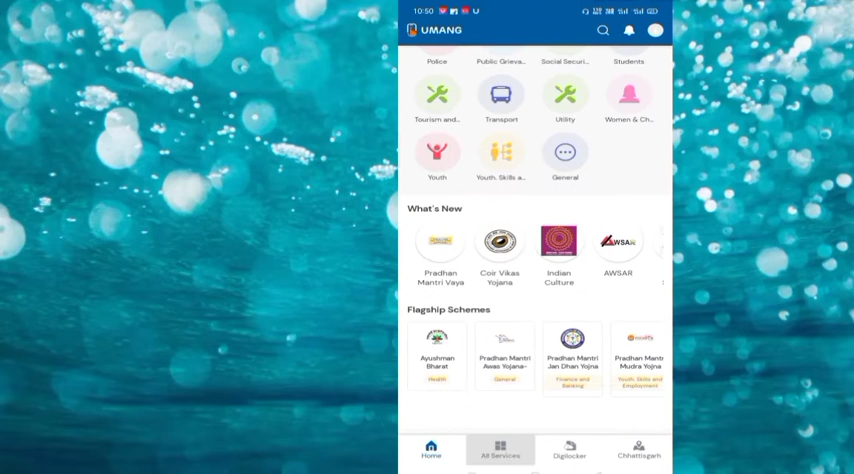 10:50
UMANG
Police Public Grieva... Social Securi... Students
Tourism and... Transport Utility Women & Ch...
Youth Youth, Skills a... General
What's New
Pradhan Mantri Vaya
Coir Vikas Yojana
Indian Culture
AWSAR
AWSAR
Flagship Schemes
Ayushman Bharat
Health
Pradhan Mantri Awas Yojana-
General
Pradhan Mantri Jan Dhan Yojna
Finance and Banking
Pradhan Mantr Mudra Yojna
Youth, Skills and Employment
Home All Services Digilocker Chhattisgarh